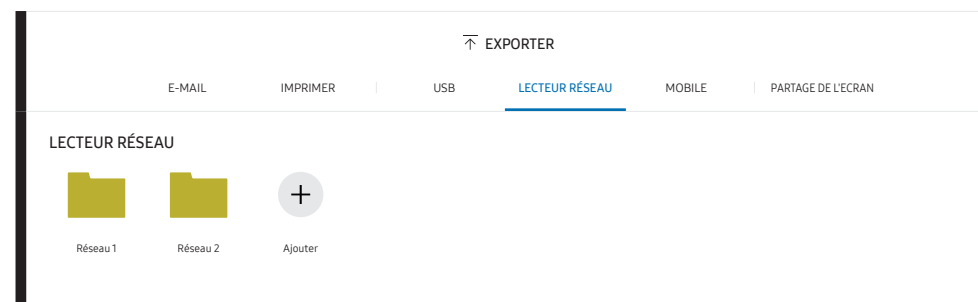 EXPORTER
E-MAIL IMPRIMER USB LECTEUR RÉSEAU MOBILE PARTAGE DE L'ECRAN
LECTEUR RÉSEAU
Réseau 1 Réseau 2 Ajouter